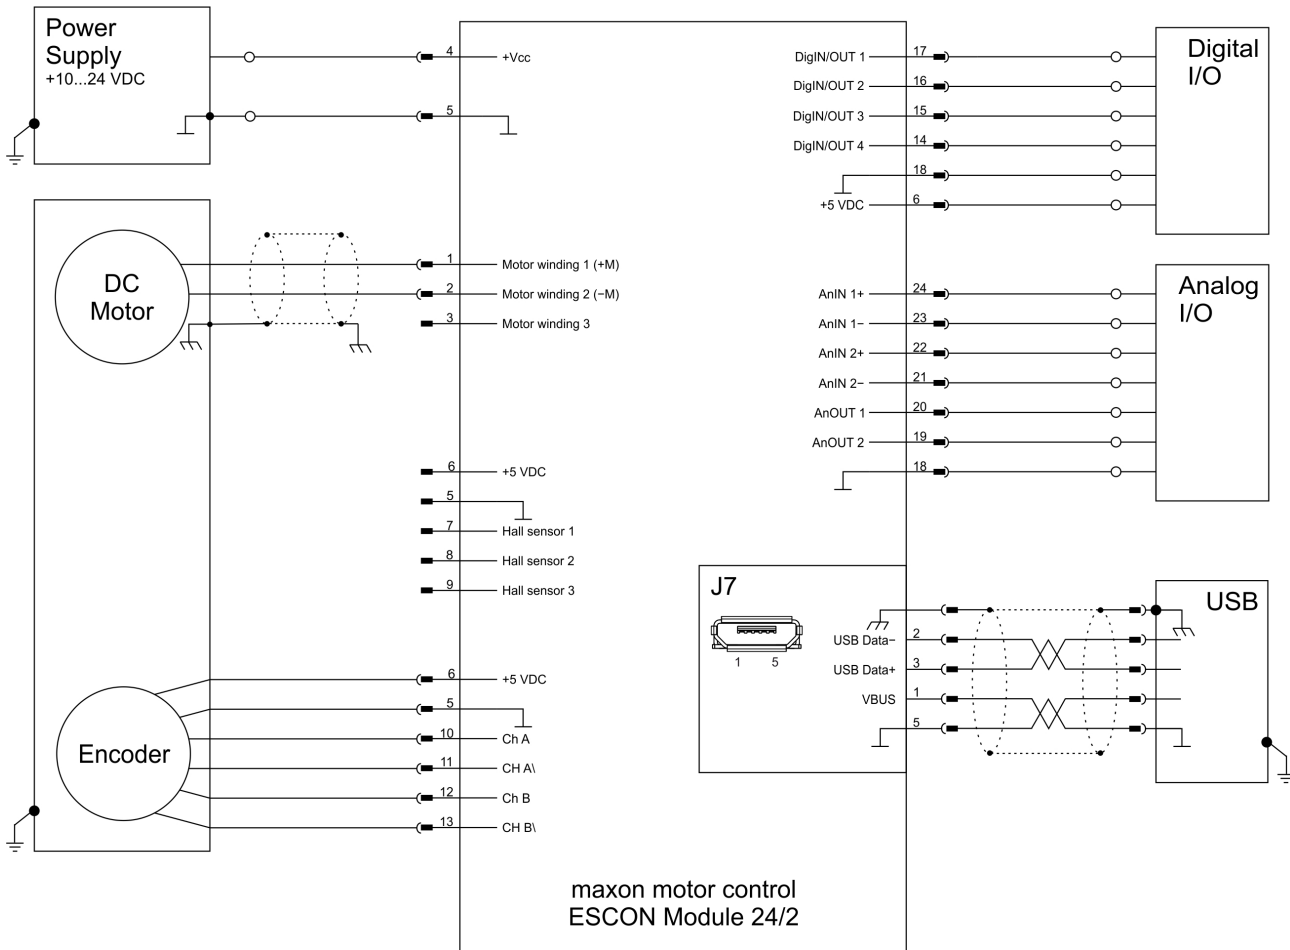 Power
Supply
+10...24 VDC
4
+Vcc
5
DC
Motor
1
Motor winding 1 (+M)
2
Motor winding 2 (−M)
3
Motor winding 3
6
+5 VDC
5
7
Hall sensor 1
8
Hall sensor 2
9
Hall sensor 3
Encoder
6
+5 VDC
5
10
Ch A
11
CH A\
12
Ch B
13
CH B\
DigIN/OUT 1
17
DigIN/OUT 2
16
DigIN/OUT 3
15
DigIN/OUT 4
14
18
+5 VDC
6
Digital
I/O
AnIN 1+
24
AnIN 1−
23
AnIN 2+
22
AnIN 2−
21
AnOUT 1
20
AnOUT 2
19
18
Analog
I/O
J7
1 5
USB Data−
2
USB Data+
3
VBUS
1
5
USB
maxon motor control
ESCON Module 24/2